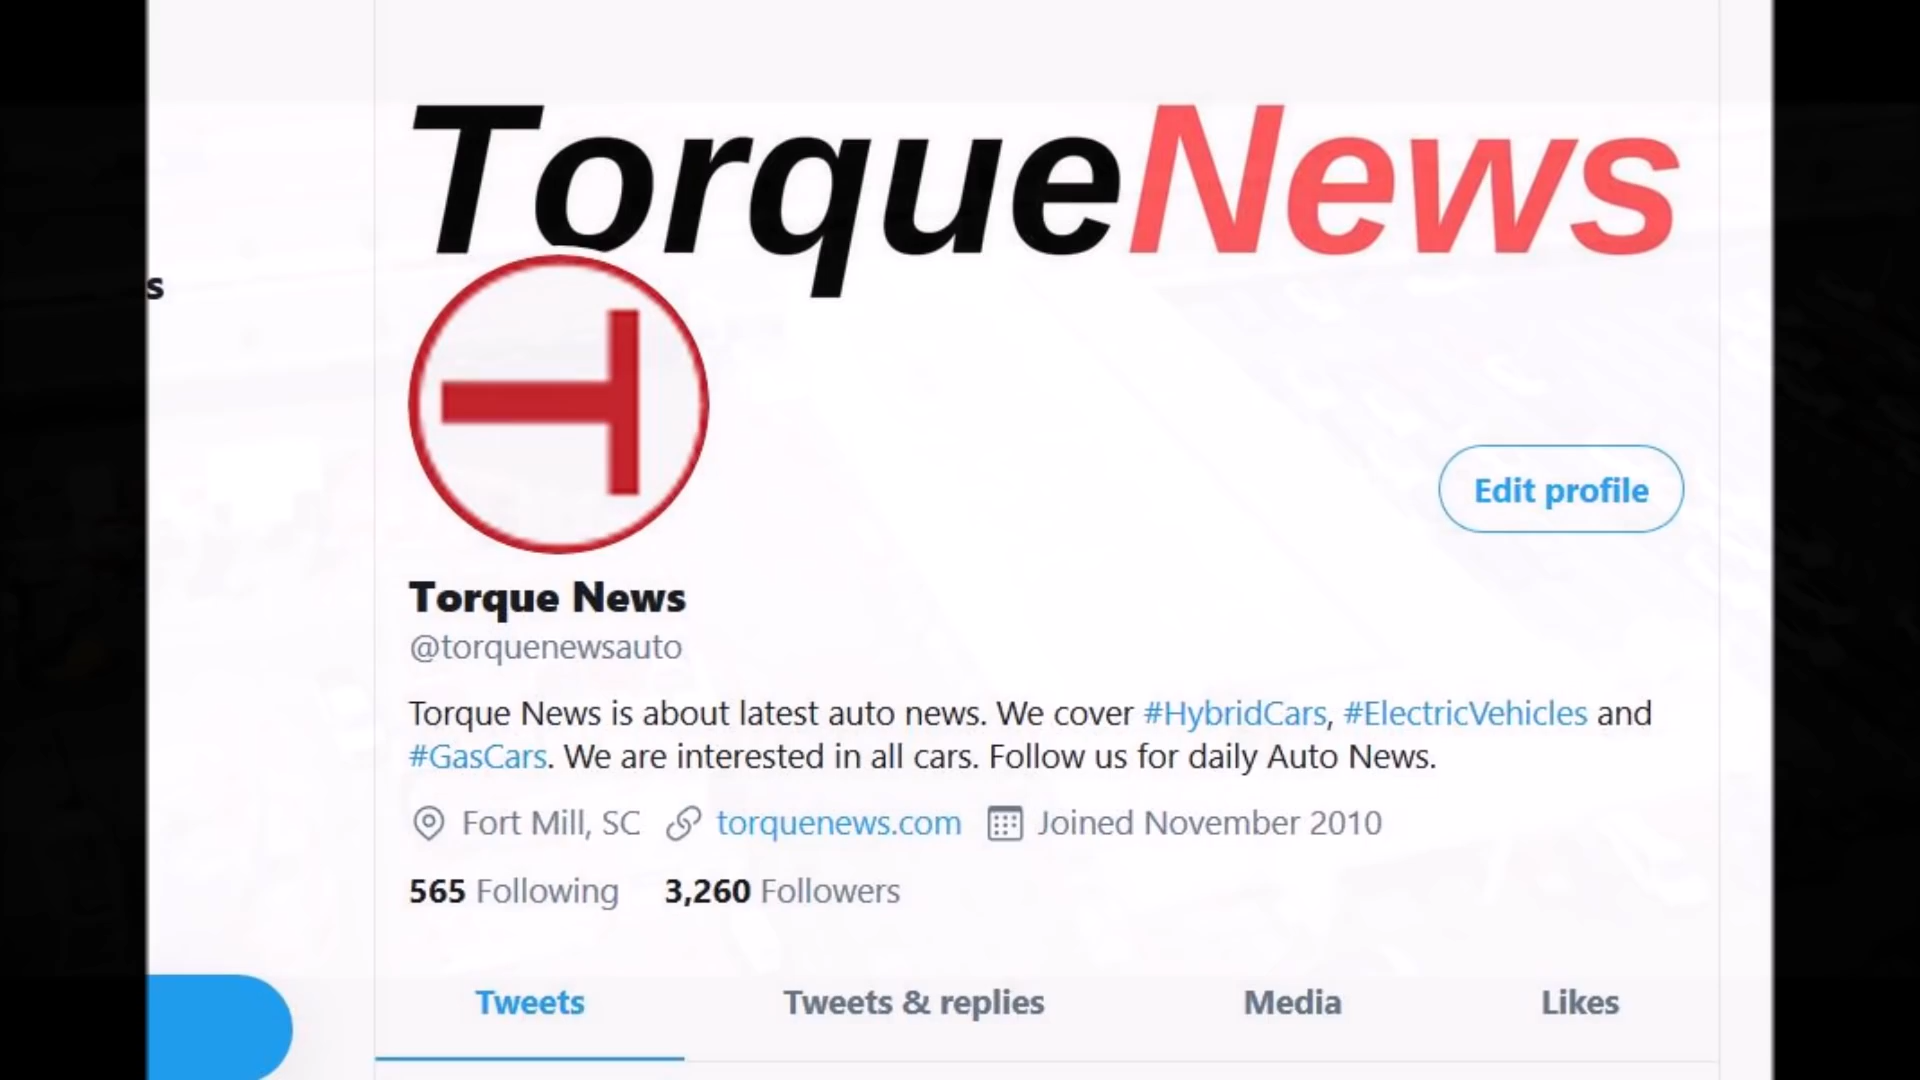 TorqueNews
s
T
Edit profile
Torque News
@torquenewsauto
Torque News is about latest auto news. We cover #HybridCars, #ElectricVehicles and
#GasCars. We are interested in all cars. Follow us for daily Auto News.
Fort Mill, SC torquenews.com Joined November 2010
565 Following 3,260 Followers
Tweets Tweets & replies Media Likes